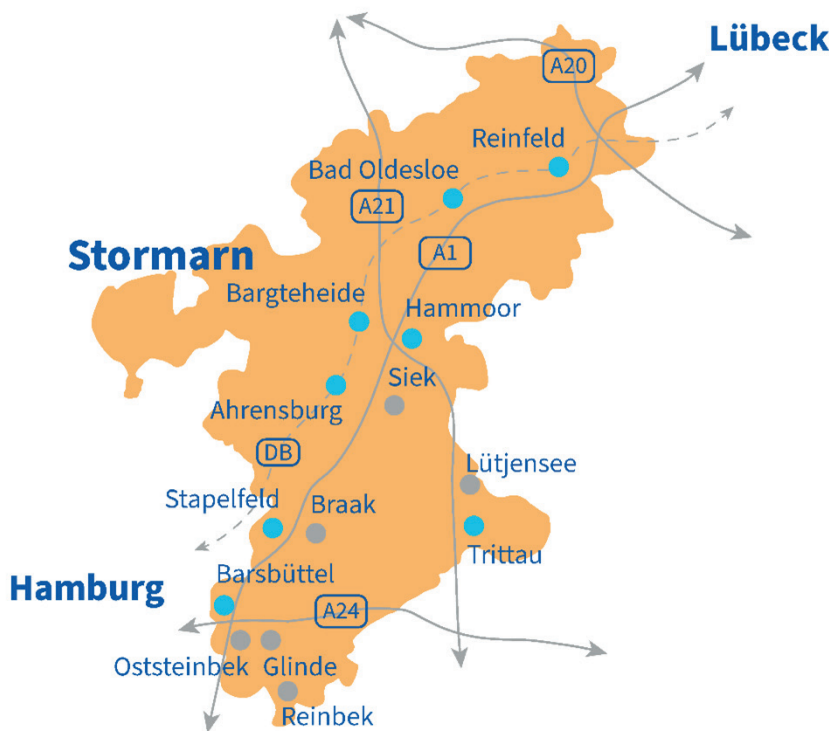 Lübeck
A20
Reinfeld
Bad Oldesloe
A21
A1
Stormarn
Bargteheide
Hammoor
Siek
Ahrensburg
DB
Lütjensee
Stapelfeld
Braak
Trittau
Barsbüttel
Hamburg
A24
Oststeinbek
Glinde
Reinbek